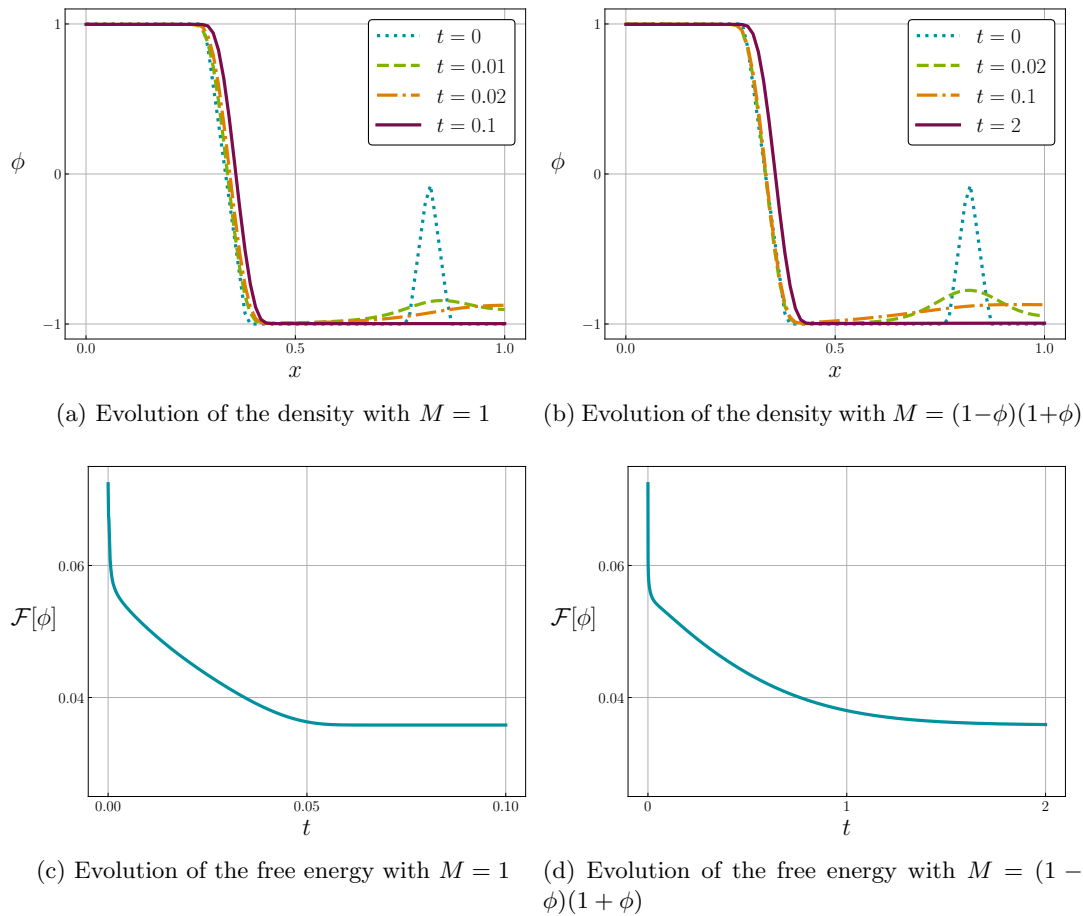 1
0
−1
ϕ
0.0
0.5
1.0
x
t = 0
t = 0.01
t = 0.02
t = 0.1
(a) Evolution of the density with M = 1
1
0
−1
ϕ
0.0
0.5
1.0
x
t = 0
t = 0.02
t = 0.1
t = 2
(b) Evolution of the density with M = (1−ϕ)(1+ϕ)
0.06
0.04
F[ϕ]
0.00
0.05
0.10
t
(c) Evolution of the free energy with M = 1
0.06
0.04
F[ϕ]
0
1
2
t
(d) Evolution of the free energy with M = (1 −
ϕ)(1 + ϕ)